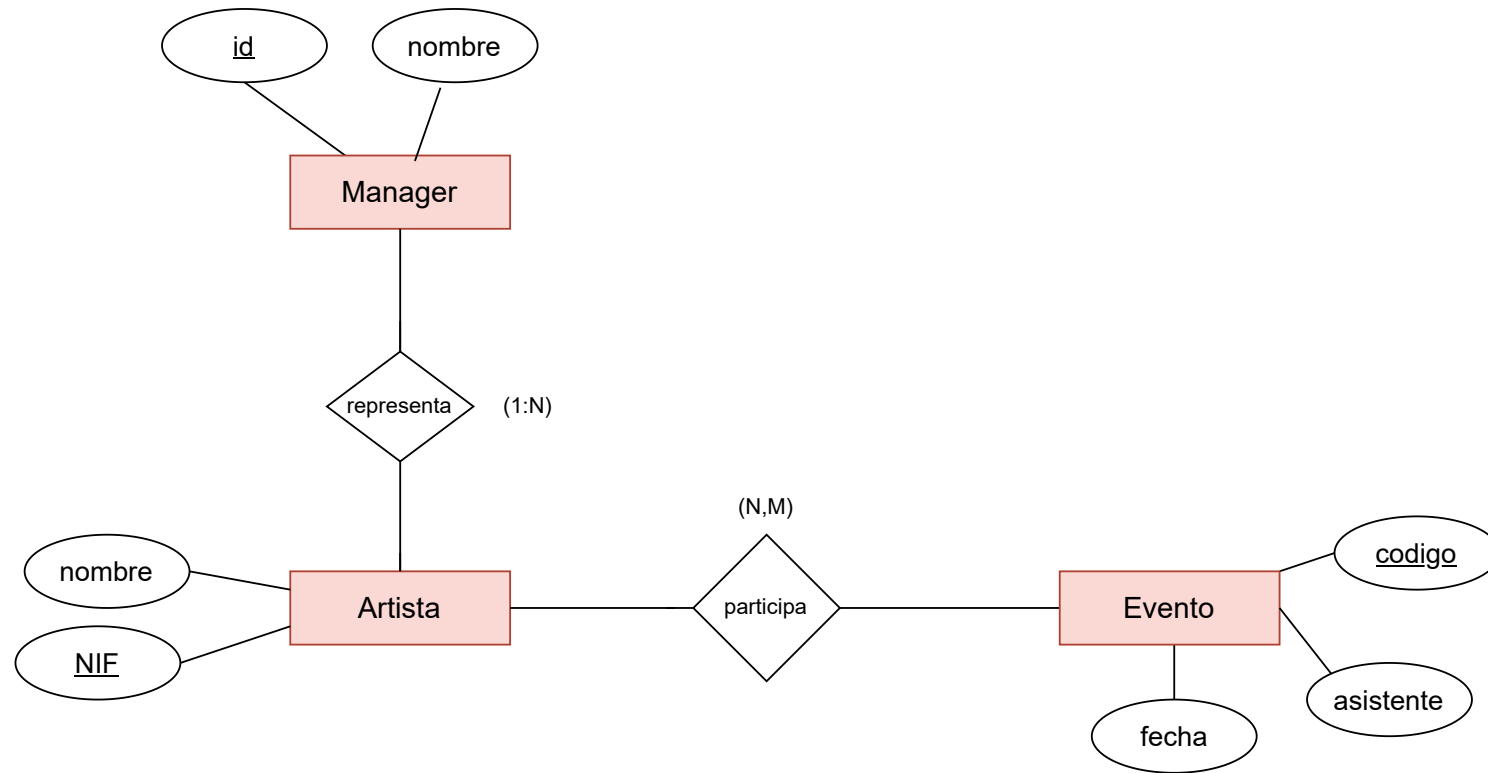 id
nombre
Manager
representa
(1:N)
(N,M)
nombre
Artista
participa
Evento
codigo
NIF
asistente
fecha